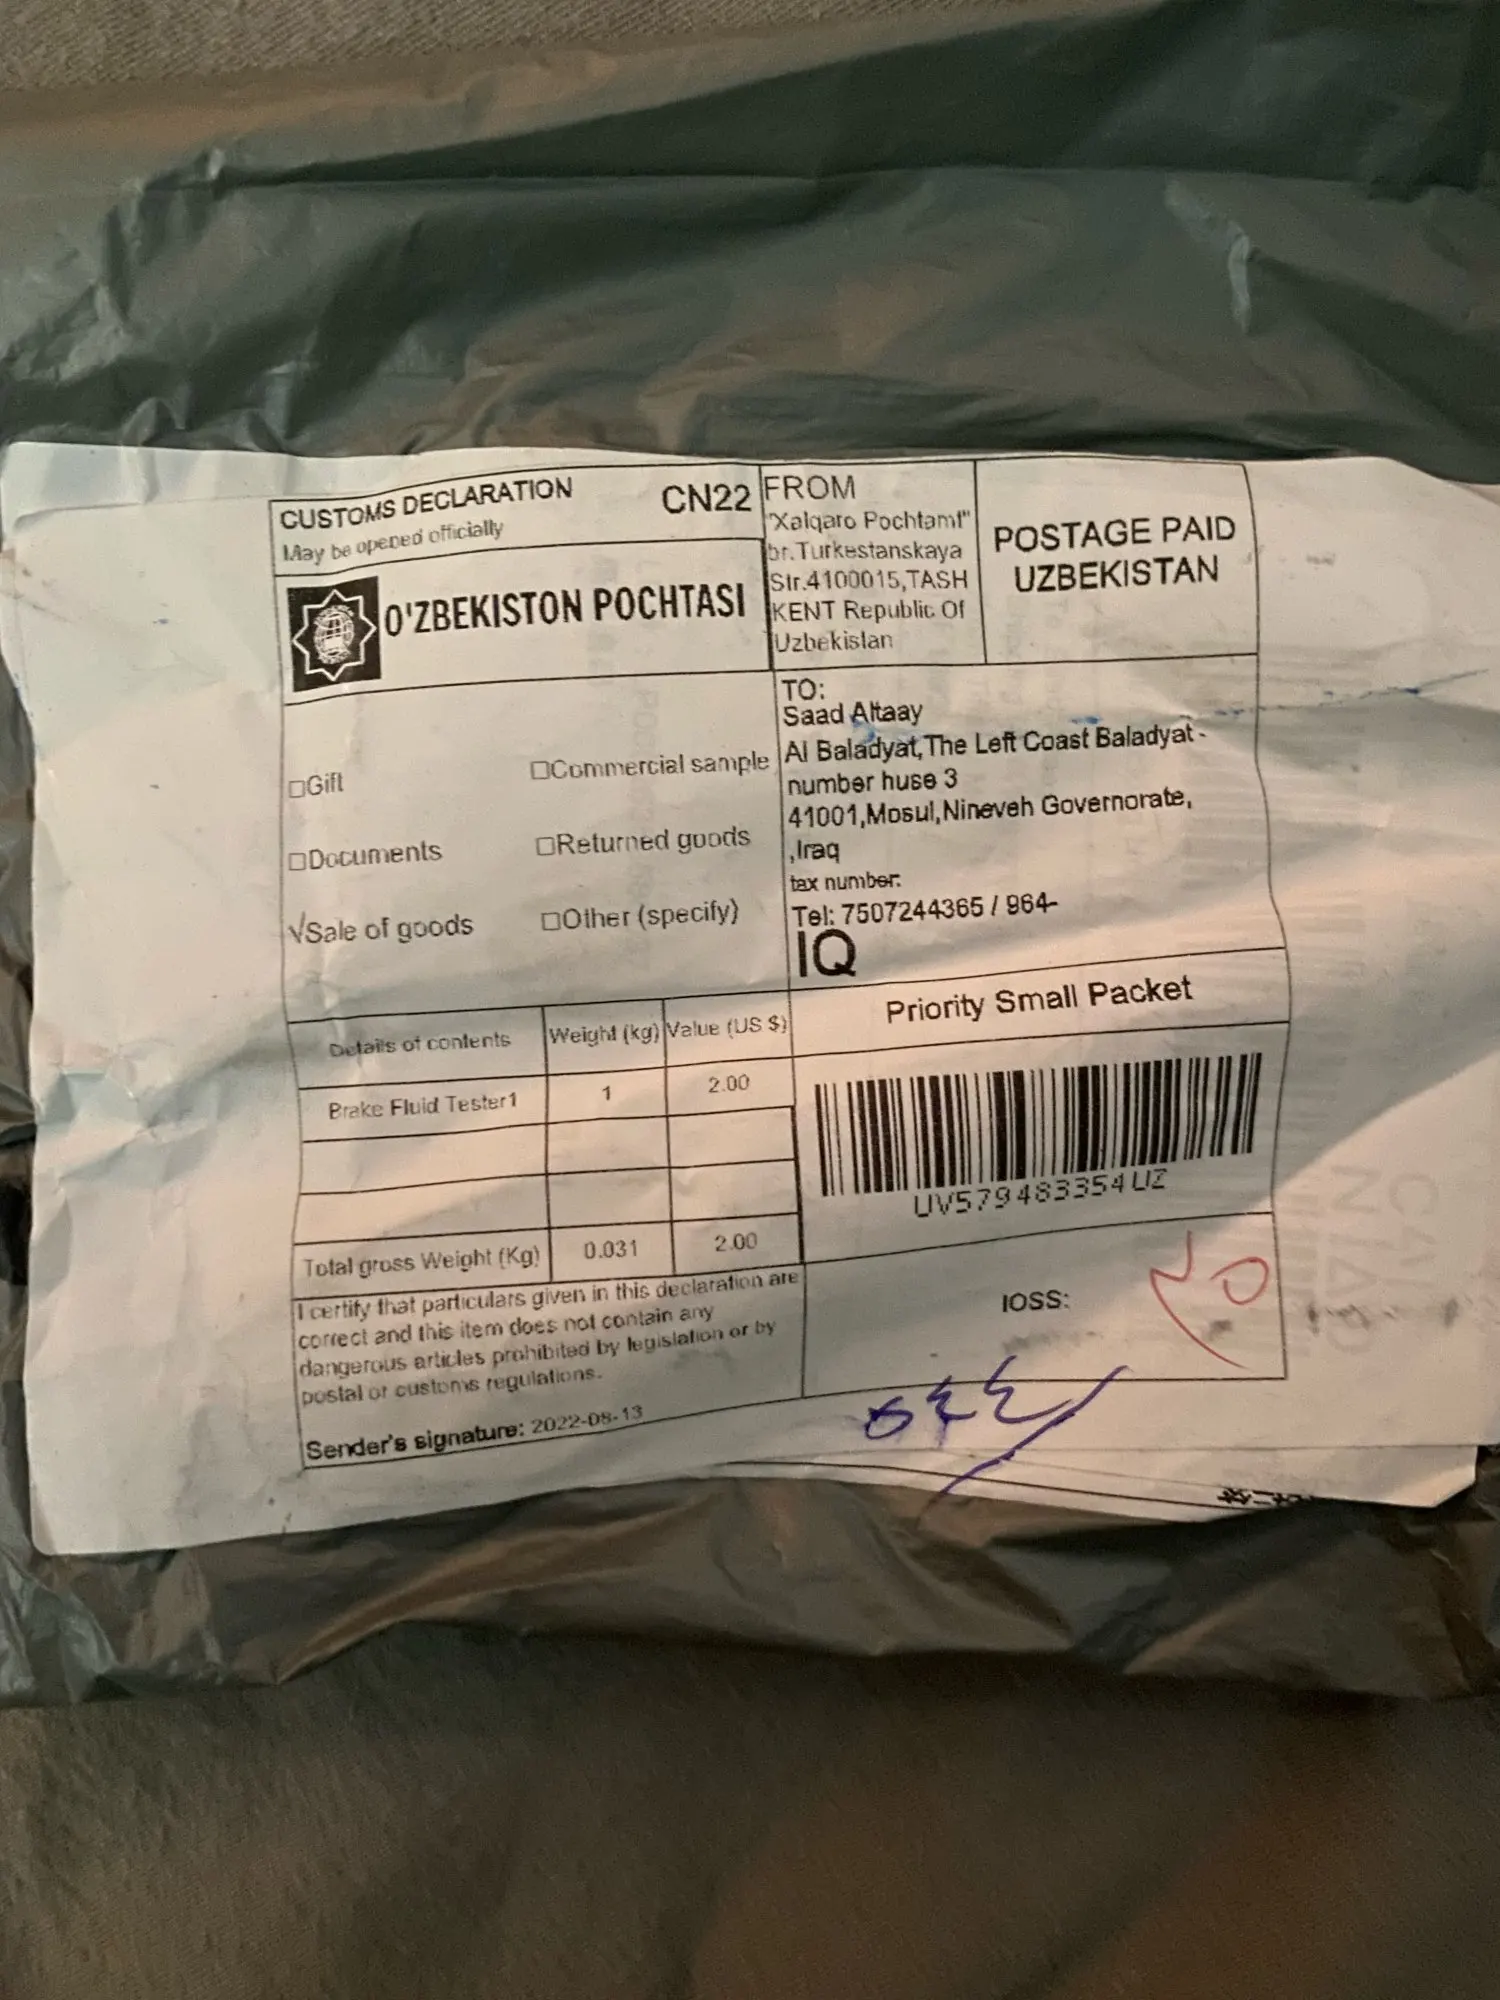 CUSTOMS DECLARATION CN22
May be opened officially
O'ZBEKISTON POCHTASI
FROM
"Xalqaro Pochtamt"
br.Turkestanskaya
Str.4100015,TASH
KENT Republic Of
Uzbekistan
POSTAGE PAID
UZBEKISTAN
□Gift
□Commercial sample
□Documents
□Returned goods
√Sale of goods
□Other (specify)
TO:
Saad Altaay
Al Baladyat,The Left Coast Baladyat -
number huse 3
41001,Mosul,Nineveh Governorate,
,Iraq
tax number:
Tel: 7507244365 / 964-
IQ
Details of contents Weight (kg) Value (US $)
Brake Fluid Tester1 1 2.00
Total gross Weight (Kg) 0.031 2.00
Priority Small Packet
UV579483354UZ
I certify that particulars given in this declaration are
correct and this item does not contain any
dangerous articles prohibited by legislation or by
postal or customs regulations.
Sender's signature: 2022-08-13
IOSS: